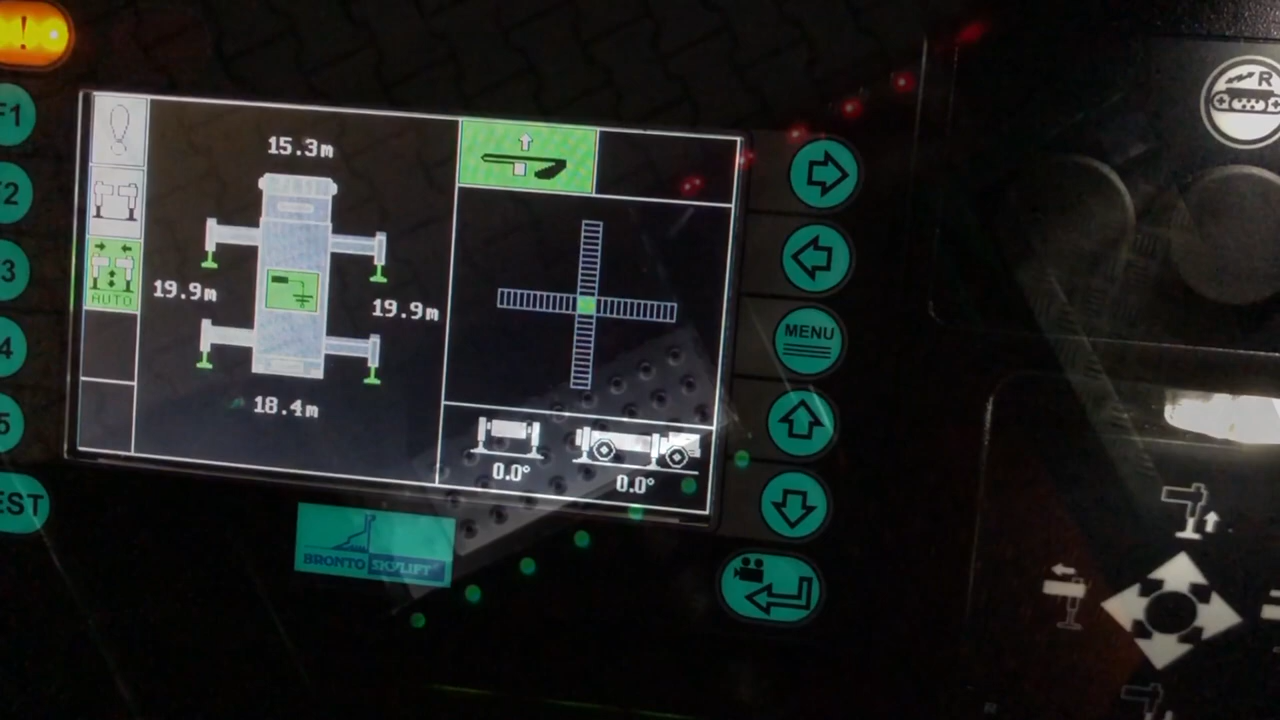 !
F1
2
3
4
5
EST
15.3m
19.9m
19.9m
18.4m
AUTO
0.0°
0.0°
MENU
BRONTO SKYLIFT
R